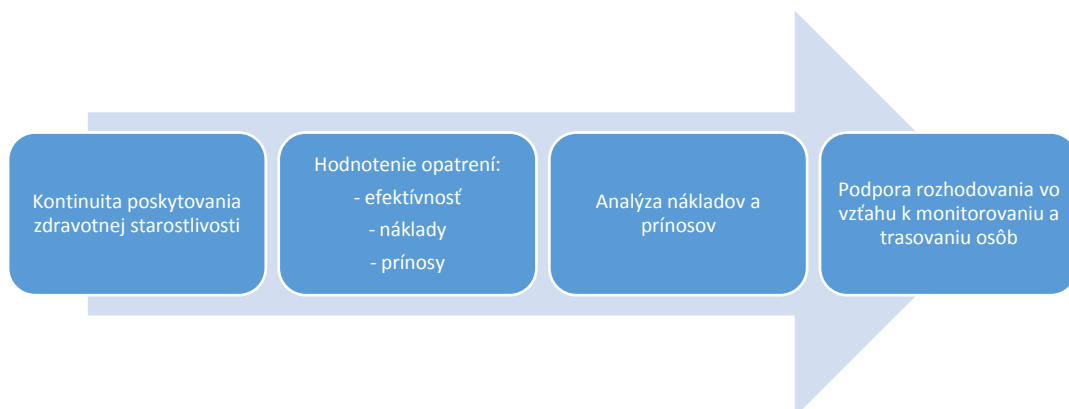 Kontinuita poskytovania
zdravotnej starostlivosti
Hodnotenie opatrení:
- efektívnosť
- náklady
- prínosy
Analýza nákladov a
prínosov
Podpora rozhodovania vo
vzťahu k monitorovaniu a
trasovaniu osôb